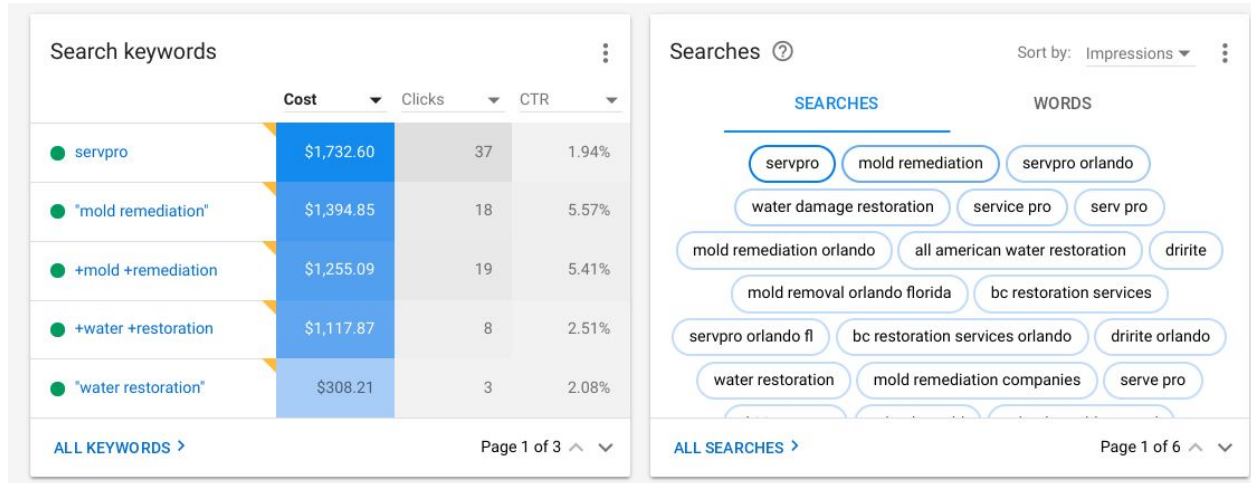 Search keywords
Cost Clicks CTR
servpro $1,732.60 37 1.94%
"mold remediation" $1,394.85 18 5.57%
+mold +remediation $1,255.09 19 5.41%
+water +restoration $1,117.87 8 2.51%
"water restoration" $308.21 3 2.08%
ALL KEYWORDS Page 1 of 3
Searches ? Sort by: Impressions
SEARCHES WORDS
servpro mold remediation servpro orlando
water damage restoration service pro serv pro
mold remediation orlando all american water restoration dririte
mold removal orlando florida bc restoration services
servpro orlando fl bc restoration services orlando dririte orlando
water restoration mold remediation companies serve pro
ALL SEARCHES Page 1 of 6